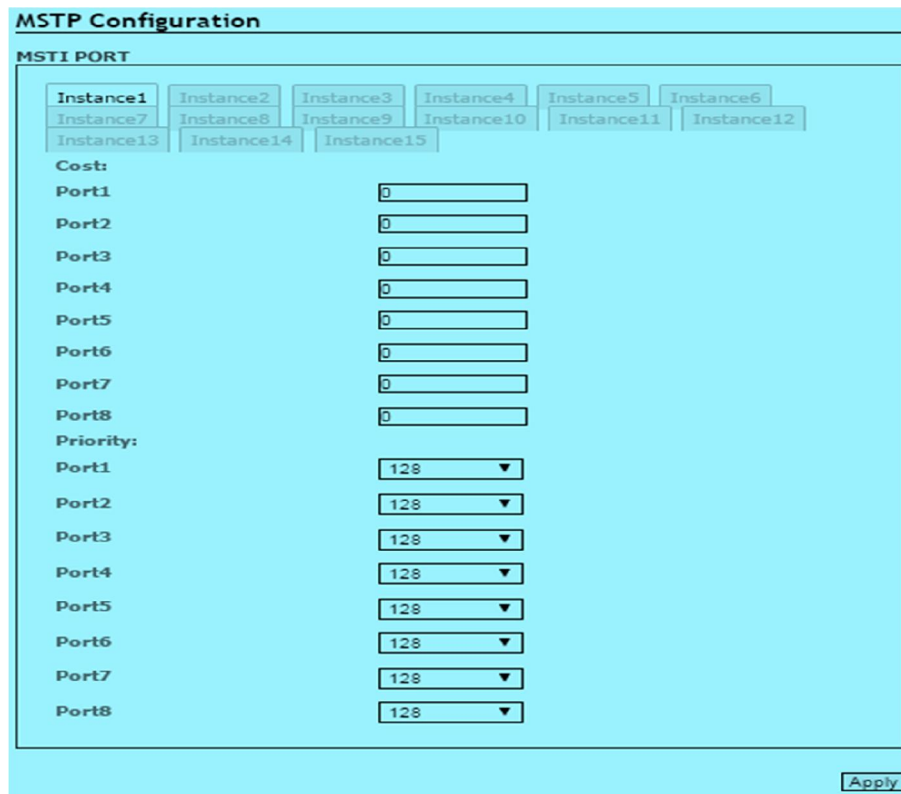 MSTP Configuration
MSTI PORT
Instance1 Instance2 Instance3 Instance4 Instance5 Instance6
Instance7 Instance8 Instance9 Instance10 Instance11 Instance12
Instance13 Instance14 Instance15
Cost:
Port1 0
Port2 0
Port3 0
Port4 0
Port5 0
Port6 0
Port7 0
Port8 0
Priority:
Port1 128
Port2 128
Port3 128
Port4 128
Port5 128
Port6 128
Port7 128
Port8 128
Apply